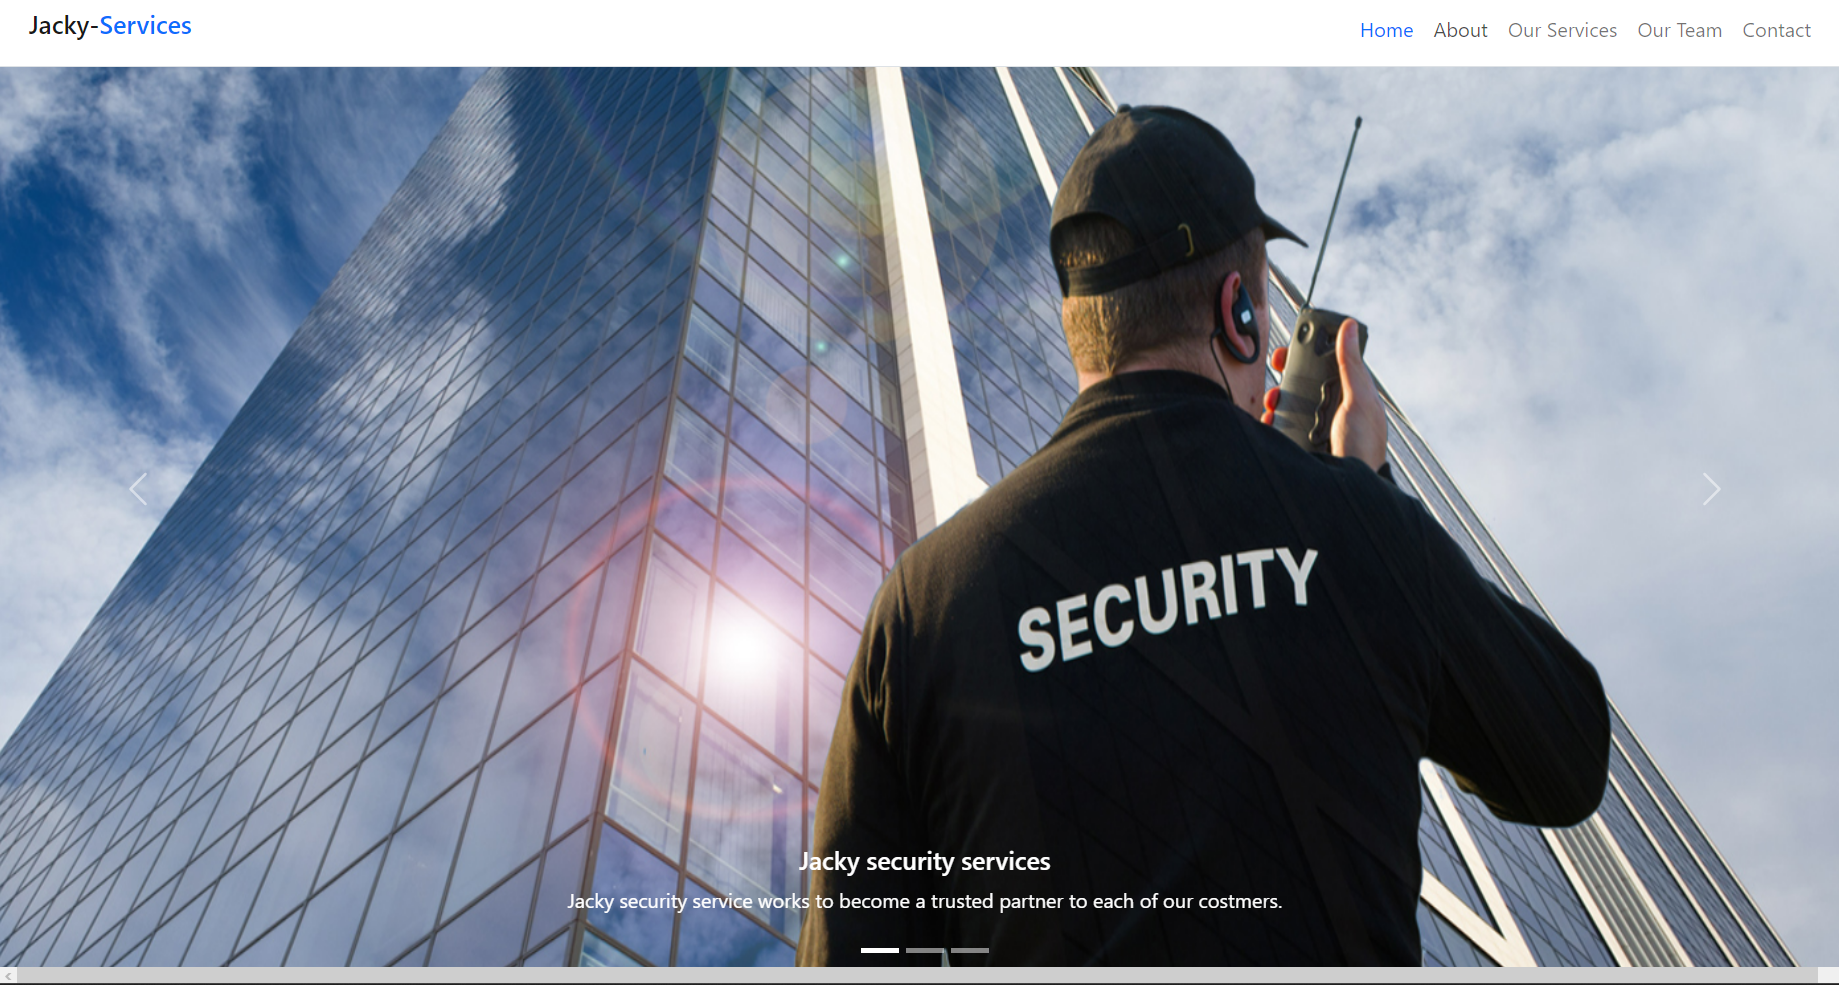 Jacky-Services
Home About Our Services Our Team Contact
SECURITY
Jacky security services
Jacky security service works to become a trusted partner to each of our costmers.